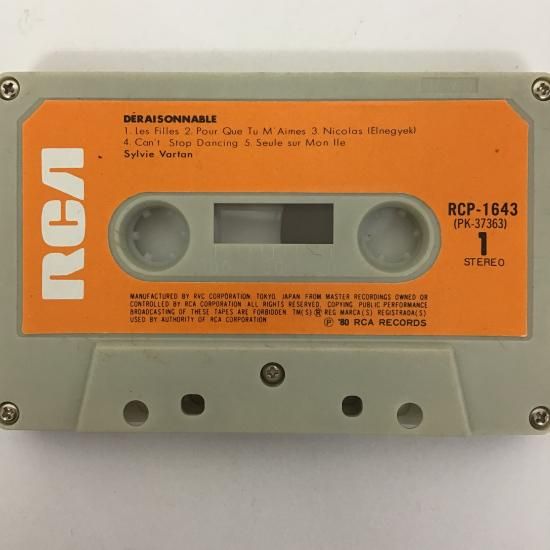 DÉRAISONNABLE
1. Les Filles 2. Pour Que Tu M'Aimes 3. Nicolas (Elnegyek)
4. Can't Stop Dancing 5. Seule sur Mon Ile
Sylvie Vartan
RCA
RCP-1643
(PK-37363)
1
STEREO
MANUFACTURED BY RVC CORPORATION, TOKYO, JAPAN FROM MASTER RECORDINGS OWNED OR
CONTROLLED BY RCA CORPORATION. ALL RIGHTS RESERVED. COPYING, PUBLIC PERFORMANCE
BROADCASTING OF THESE TAPES ARE FORBIDDEN TM(S) ® REG. MARCA(S) REGISTRADA(S)
USED BY AUTHORITY OF RCA CORPORATION
℗ '80 RCA RECORDS